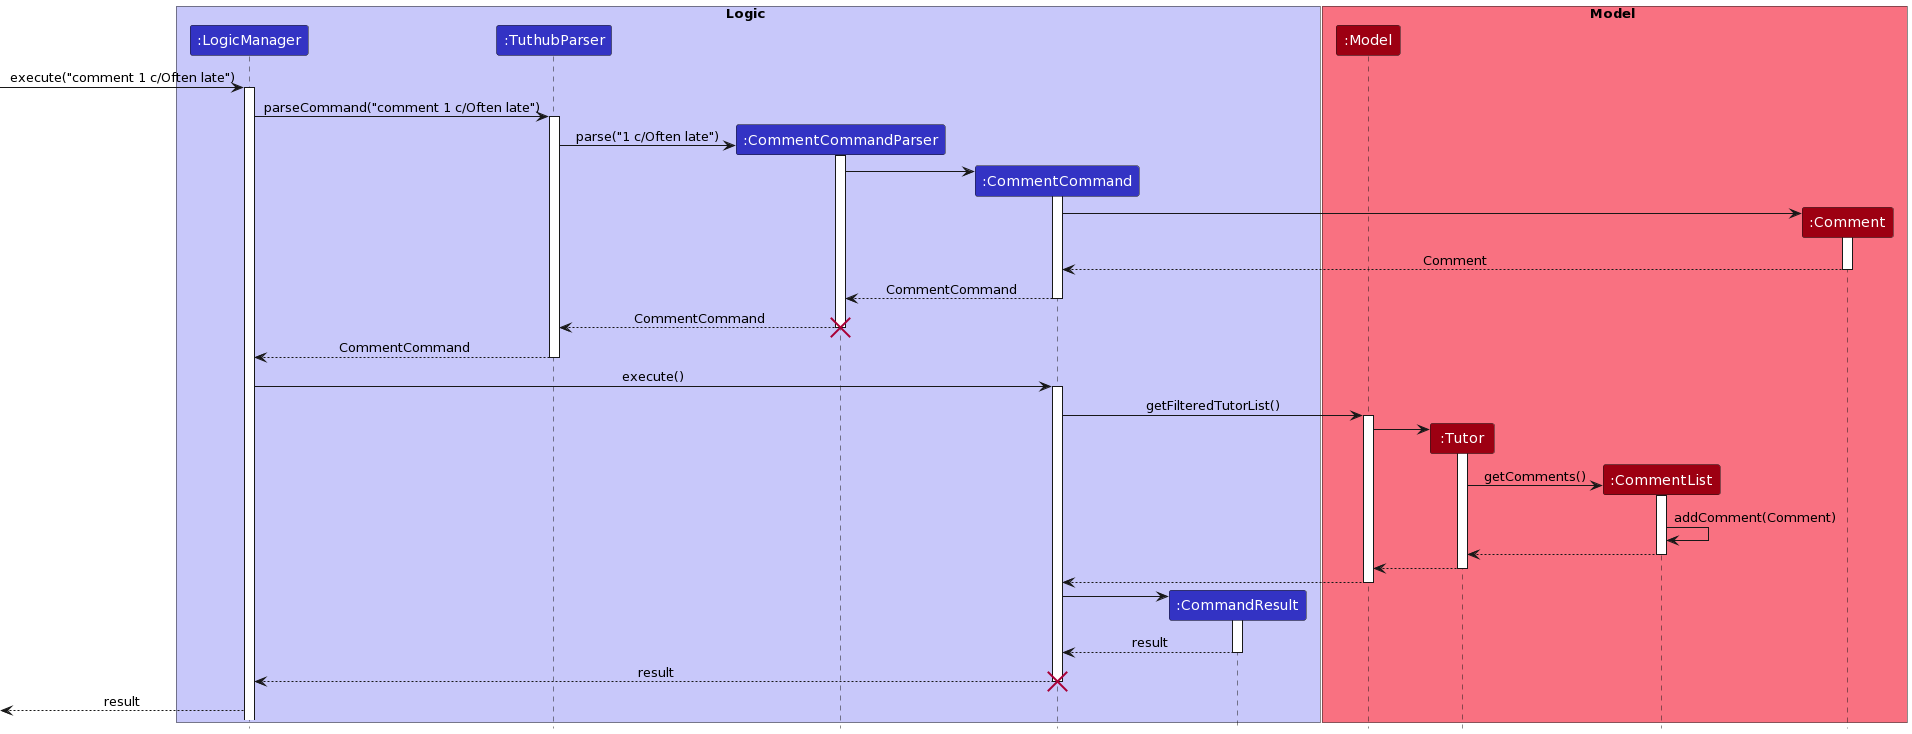 Logic
Model
:LogicManager
:TuthubParser
:Model
execute("comment 1 c/Often late")
parseCommand("comment 1 c/Often late")
parse("1 c/Often late")
:CommentCommandParser
:CommentCommand
:Comment
Comment
CommentCommand
CommentCommand
CommentCommand
execute()
getFilteredTutorList()
:Tutor
getComments()
:CommentList
addComment(Comment)
:CommandResult
result
result
result